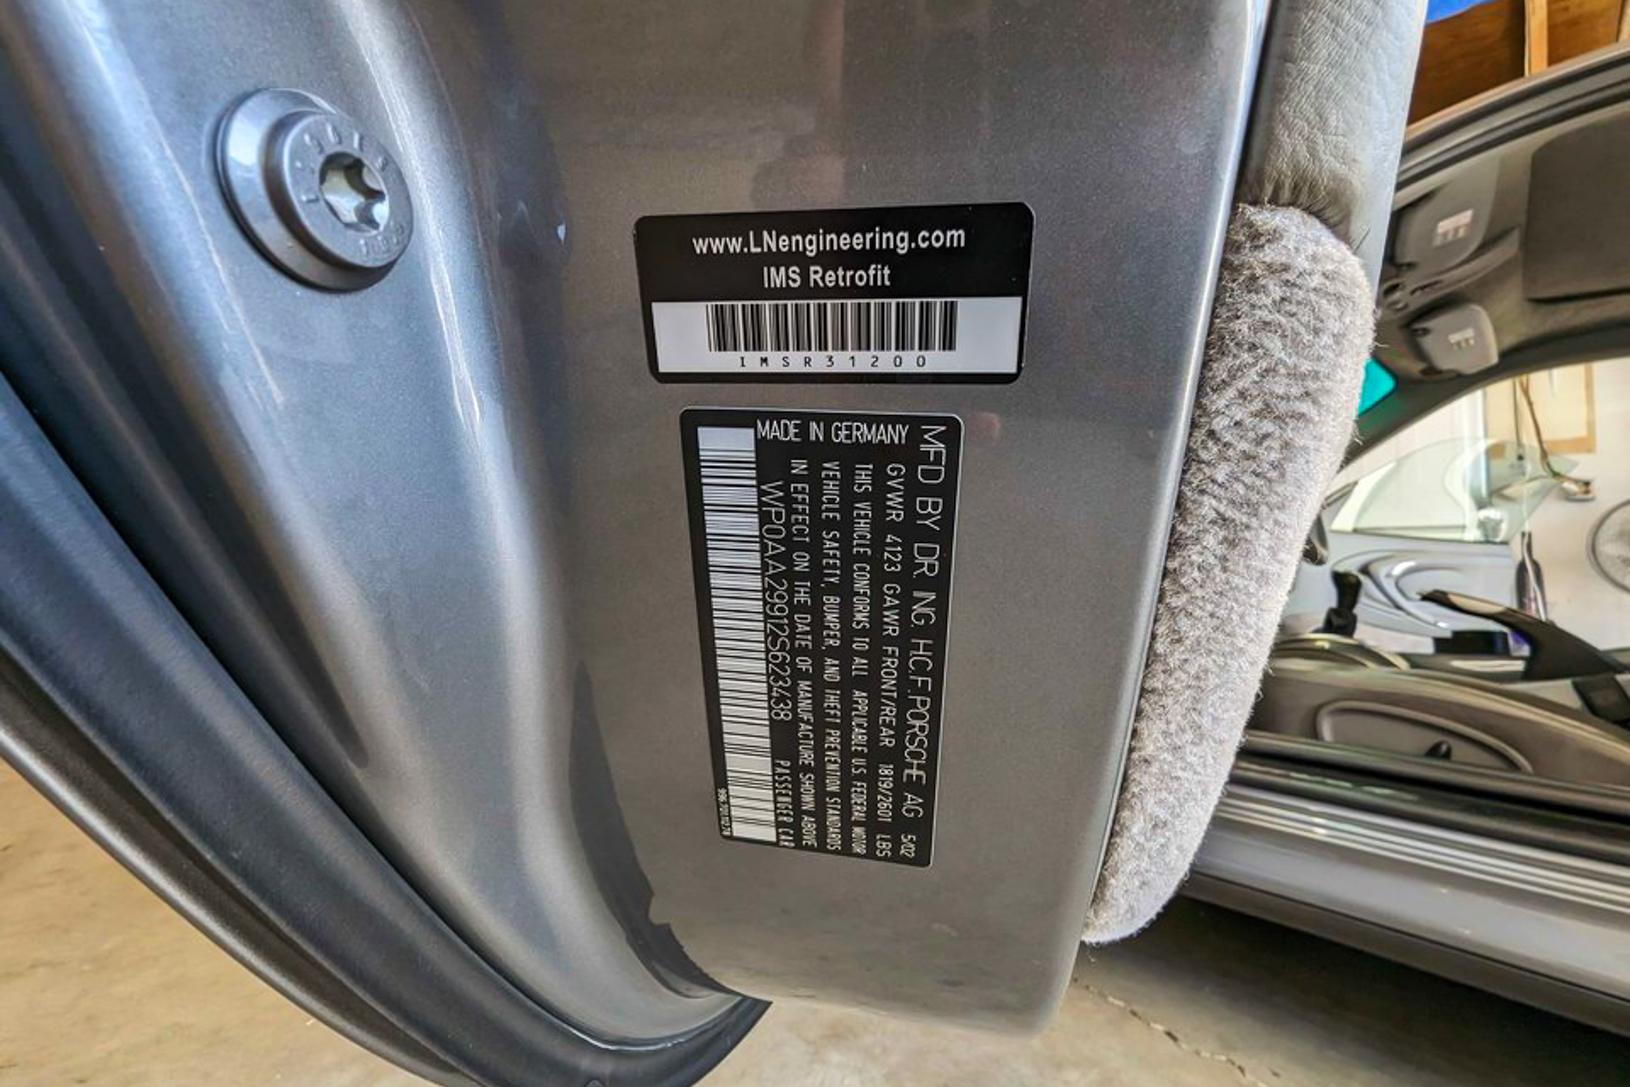 www.LNengineering.com
IMS Retrofit
IMSR31200
MFD BY DR. ING. H.C.F. PORSCHE AG 5/02
GVWR 4123 GAWR FRONT/REAR 1819/2601 LBS
THIS VEHICLE CONFORMS TO ALL APPLICABLE U.S. FEDERAL MOTOR
VEHICLE SAFETY, BUMPER, AND THEFT PREVENTION STANDARDS
IN EFFECT ON THE DATE OF MANUFACTURE SHOWN ABOVE
WP0AA29912S623438 PASSENGER CAR
MADE IN GERMANY